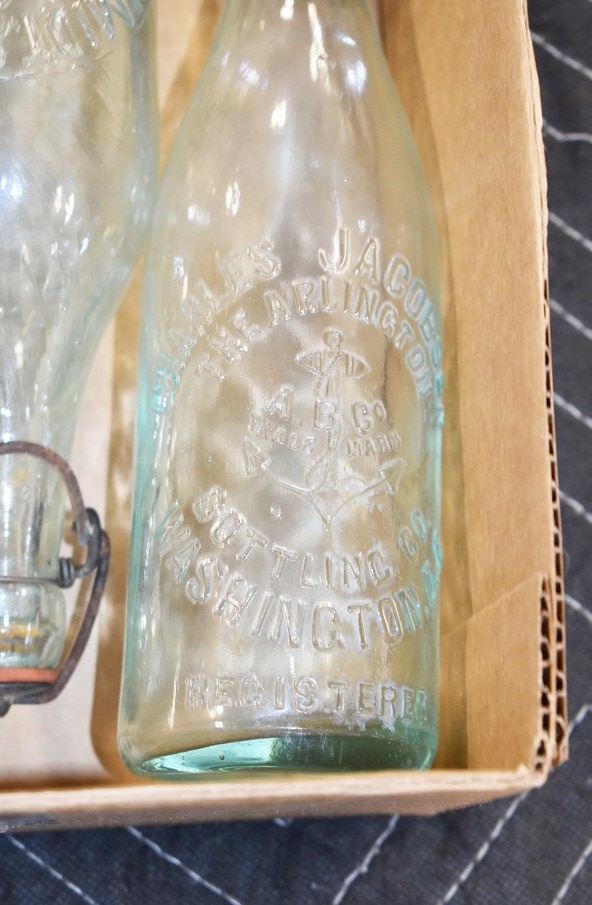 CHARLES JACOBSEN
THE ARLINGTON
A. B. Co.
TRADE MARK
BOTTLING CO.
WASHINGTON, D.C.
REGISTERED